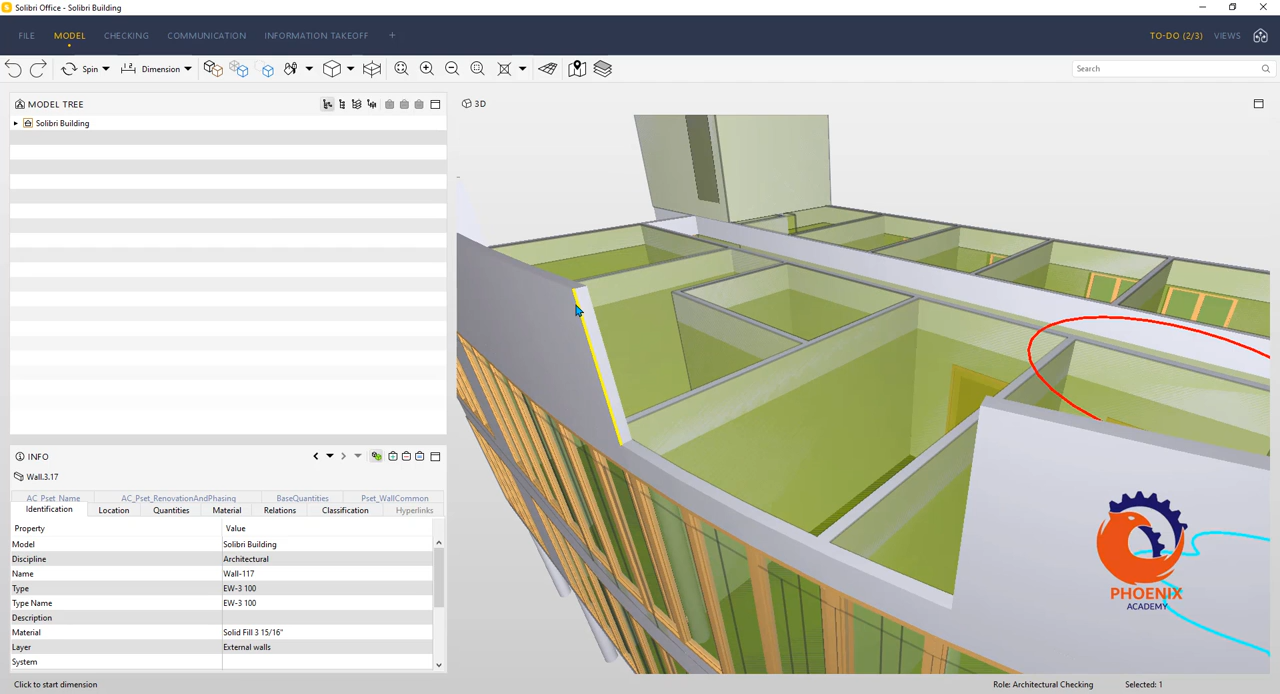 Solibri Office - Solibri Building
FILE MODEL CHECKING COMMUNICATION INFORMATION TAKEOFF + TO-DO (2/3) VIEWS
Spin Dimension Search
MODEL TREE
Solibri Building
3D
INFO
Wall.3.17
AC_Pset_Name AC_Pset_RenovationAndPhasing BaseQuantities Pset_WallCommon
Identification Location Quantities Material Relations Classification Hyperlinks
Property Value
Model Solibri Building
Discipline Architectural
Name Wall-117
Type EW-3 100
Type Name EW-3 100
Description
Material Solid Fill 3 15/16"
Layer External walls
System
PHOENIX
ACADEMY
Click to start dimension Role: Architectural Checking Selected: 1